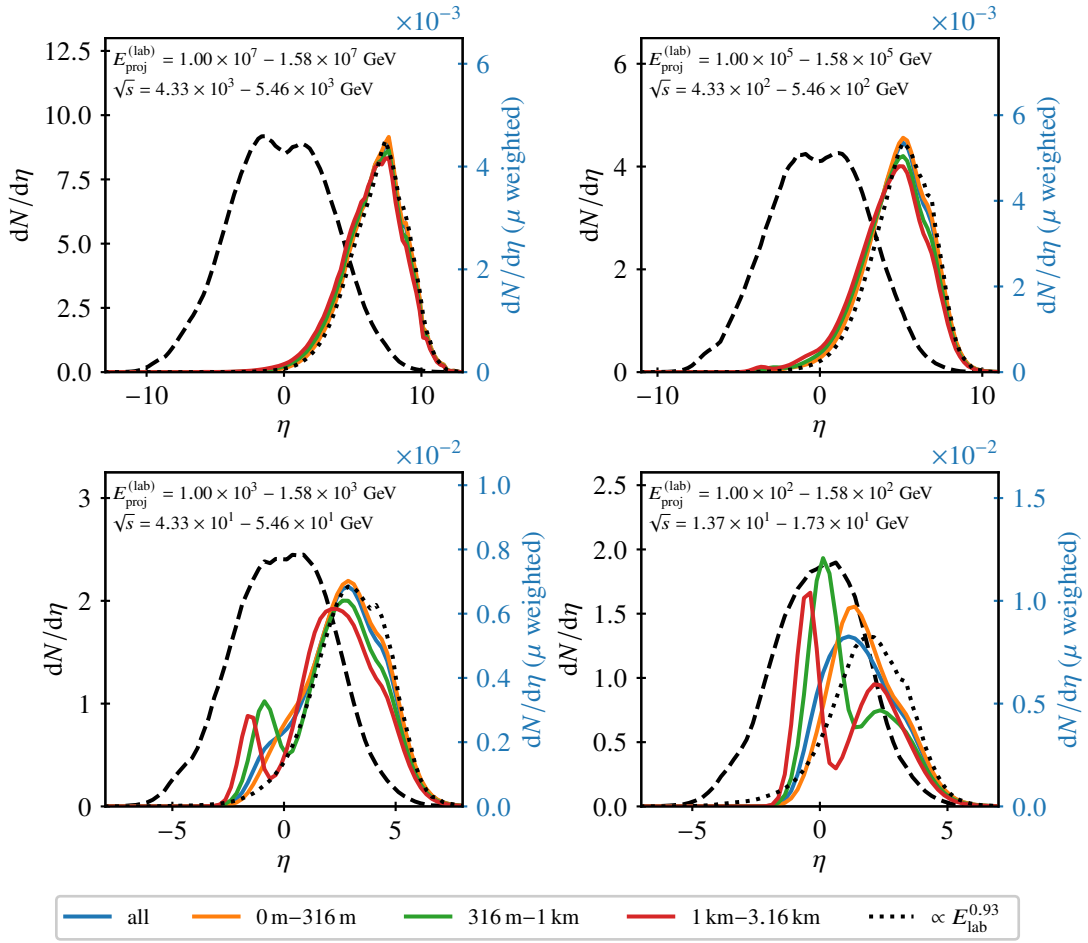 ×10⁻³
E_proj^(lab) = 1.00 × 10⁷ − 1.58 × 10⁷ GeV
√s = 4.33 × 10³ − 5.46 × 10³ GeV
12.5
10.0
7.5
5.0
2.5
0.0
dN/dη
6
4
2
0
dN/dη (μ weighted)
−10
0
10
η
×10⁻³
E_proj^(lab) = 1.00 × 10⁵ − 1.58 × 10⁵ GeV
√s = 4.33 × 10² − 5.46 × 10² GeV
6
4
2
0
dN/dη
6
4
2
0
dN/dη (μ weighted)
−10
0
10
η
×10⁻²
E_proj^(lab) = 1.00 × 10³ − 1.58 × 10³ GeV
√s = 4.33 × 10¹ − 5.46 × 10¹ GeV
3
2
1
0
dN/dη
1.0
0.8
0.6
0.4
0.2
0.0
dN/dη (μ weighted)
−5
0
5
η
×10⁻²
E_proj^(lab) = 1.00 × 10² − 1.58 × 10² GeV
√s = 1.37 × 10¹ − 1.73 × 10¹ GeV
2.5
2.0
1.5
1.0
0.5
0.0
dN/dη
1.5
1.0
0.5
0.0
dN/dη (μ weighted)
−5
0
5
η
all
0 m−316 m
316 m−1 km
1 km−3.16 km
∝ E_lab^0.93